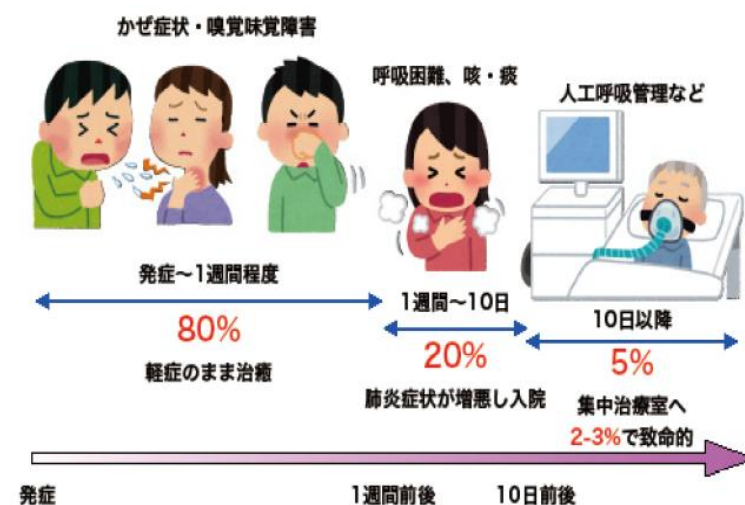 かぜ症状・嗅覚味覚障害
呼吸困難、咳・痰
人工呼吸管理など
発症～1週間程度
80%
軽症のまま治癒
1週間～10日
20%
肺炎症状が増悪し入院
10日以降
5%
集中治療室へ
2-3%で致命的
発症
1週間前後
10日前後